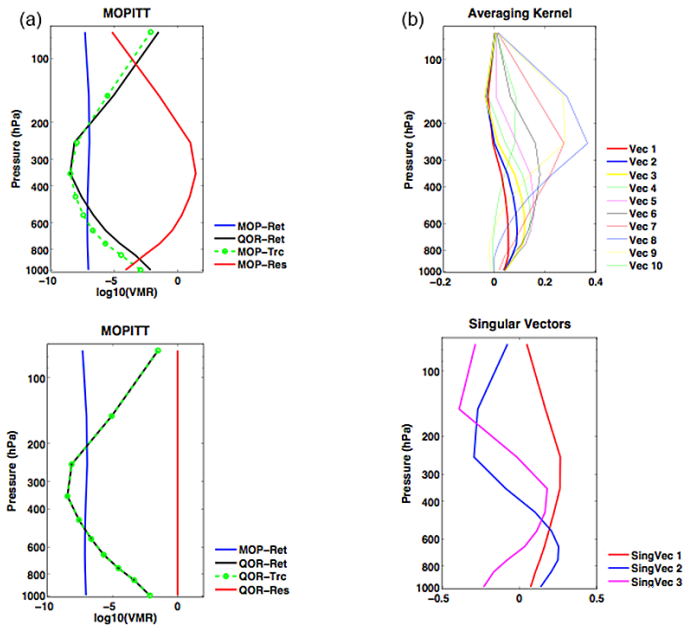 (a)
MOPITT
Pressure (hPa)
100
200
300
400
600
800
1000
−10
−5
0
5
log10(VMR)
MOP−Ret
QOR−Ret
MOP−Trc
MOP−Res
(b)
Averaging Kernel
Pressure (hPa)
100
200
300
400
600
800
1000
−0.2
0
0.2
0.4
Vec 1
Vec 2
Vec 3
Vec 4
Vec 5
Vec 6
Vec 7
Vec 8
Vec 9
Vec 10
MOPITT
Pressure (hPa)
100
200
300
400
600
800
1000
−10
−5
0
log10(VMR)
MOP−Ret
QOR−Ret
QOR−Trc
QOR−Res
Singular Vectors
Pressure (hPa)
100
200
300
400
600
800
1000
−0.5
0
0.5
SingVec 1
SingVec 2
SingVec 3